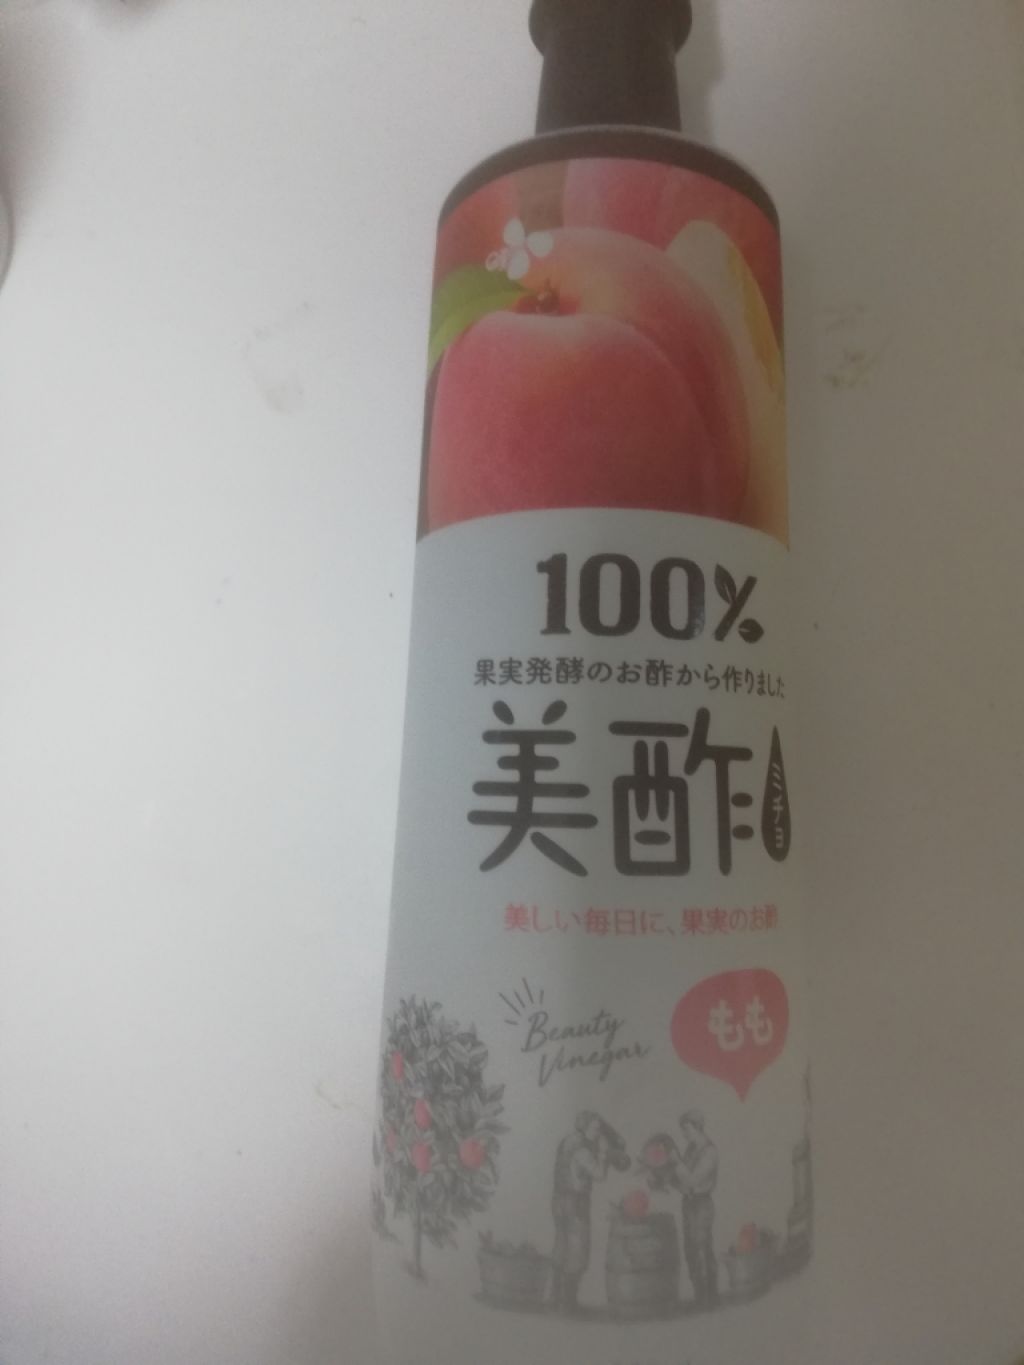 100%
果実発酵のお酢から作りました
美酢
ミチョ
美しい毎日に、果実のお酢
Beauty
Vinegar
もも